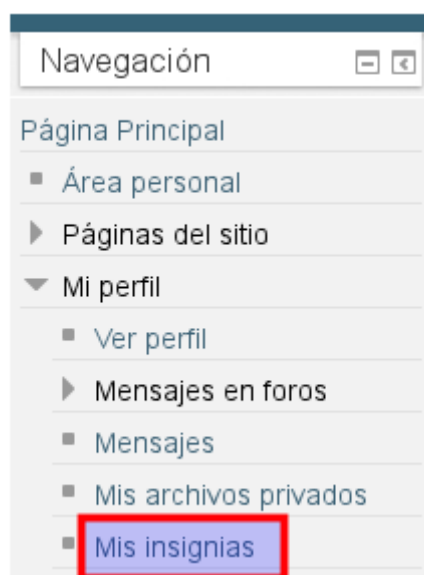 Navegación
Página Principal
Área personal
Páginas del sitio
Mi perfil
Ver perfil
Mensajes en foros
Mensajes
Mis archivos privados
Mis insignias